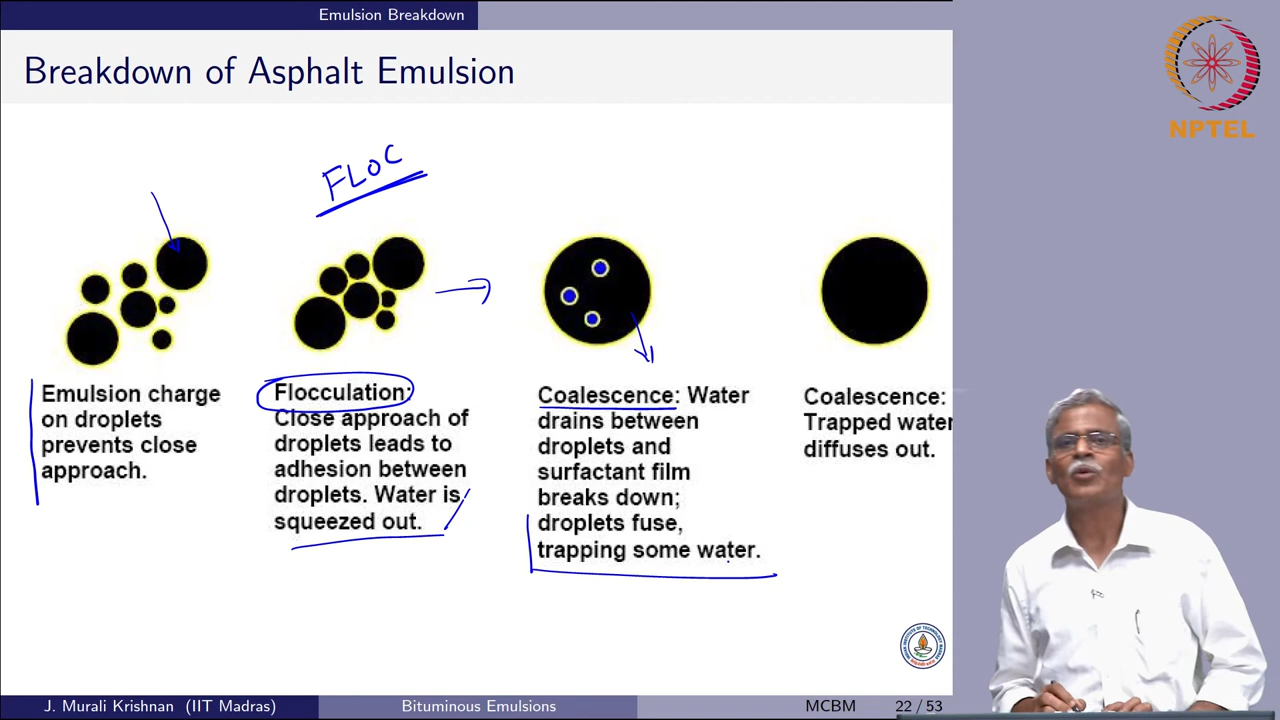 Emulsion Breakdown
Breakdown of Asphalt Emulsion
NPTEL
FLOC
Emulsion charge
on droplets
prevents close
approach.
Flocculation:
Close approach of
droplets leads to
adhesion between
droplets. Water is
squeezed out.
Coalescence: Water
drains between
droplets and
surfactant film
breaks down;
droplets fuse,
trapping some water.
Coalescence:
Trapped water
diffuses out.
J. Murali Krishnan (IIT Madras)
Bituminous Emulsions
MCBM
22 / 53